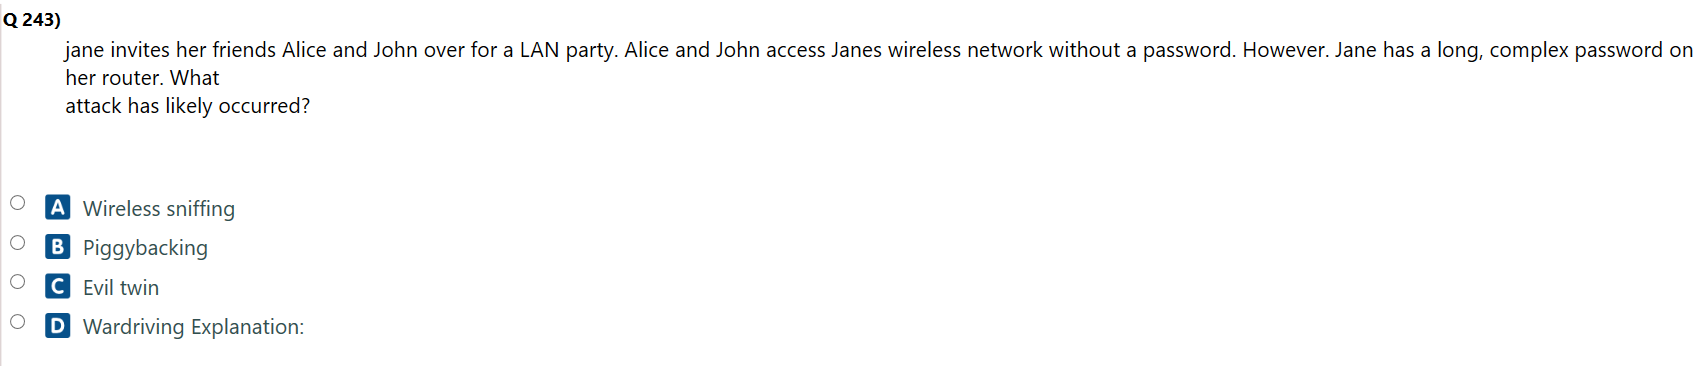 Q 243)
jane invites her friends Alice and John over for a LAN party. Alice and John access Janes wireless network without a password. However. Jane has a long, complex password on
her router. What
attack has likely occurred?
A Wireless sniffing
B Piggybacking
C Evil twin
D Wardriving Explanation: